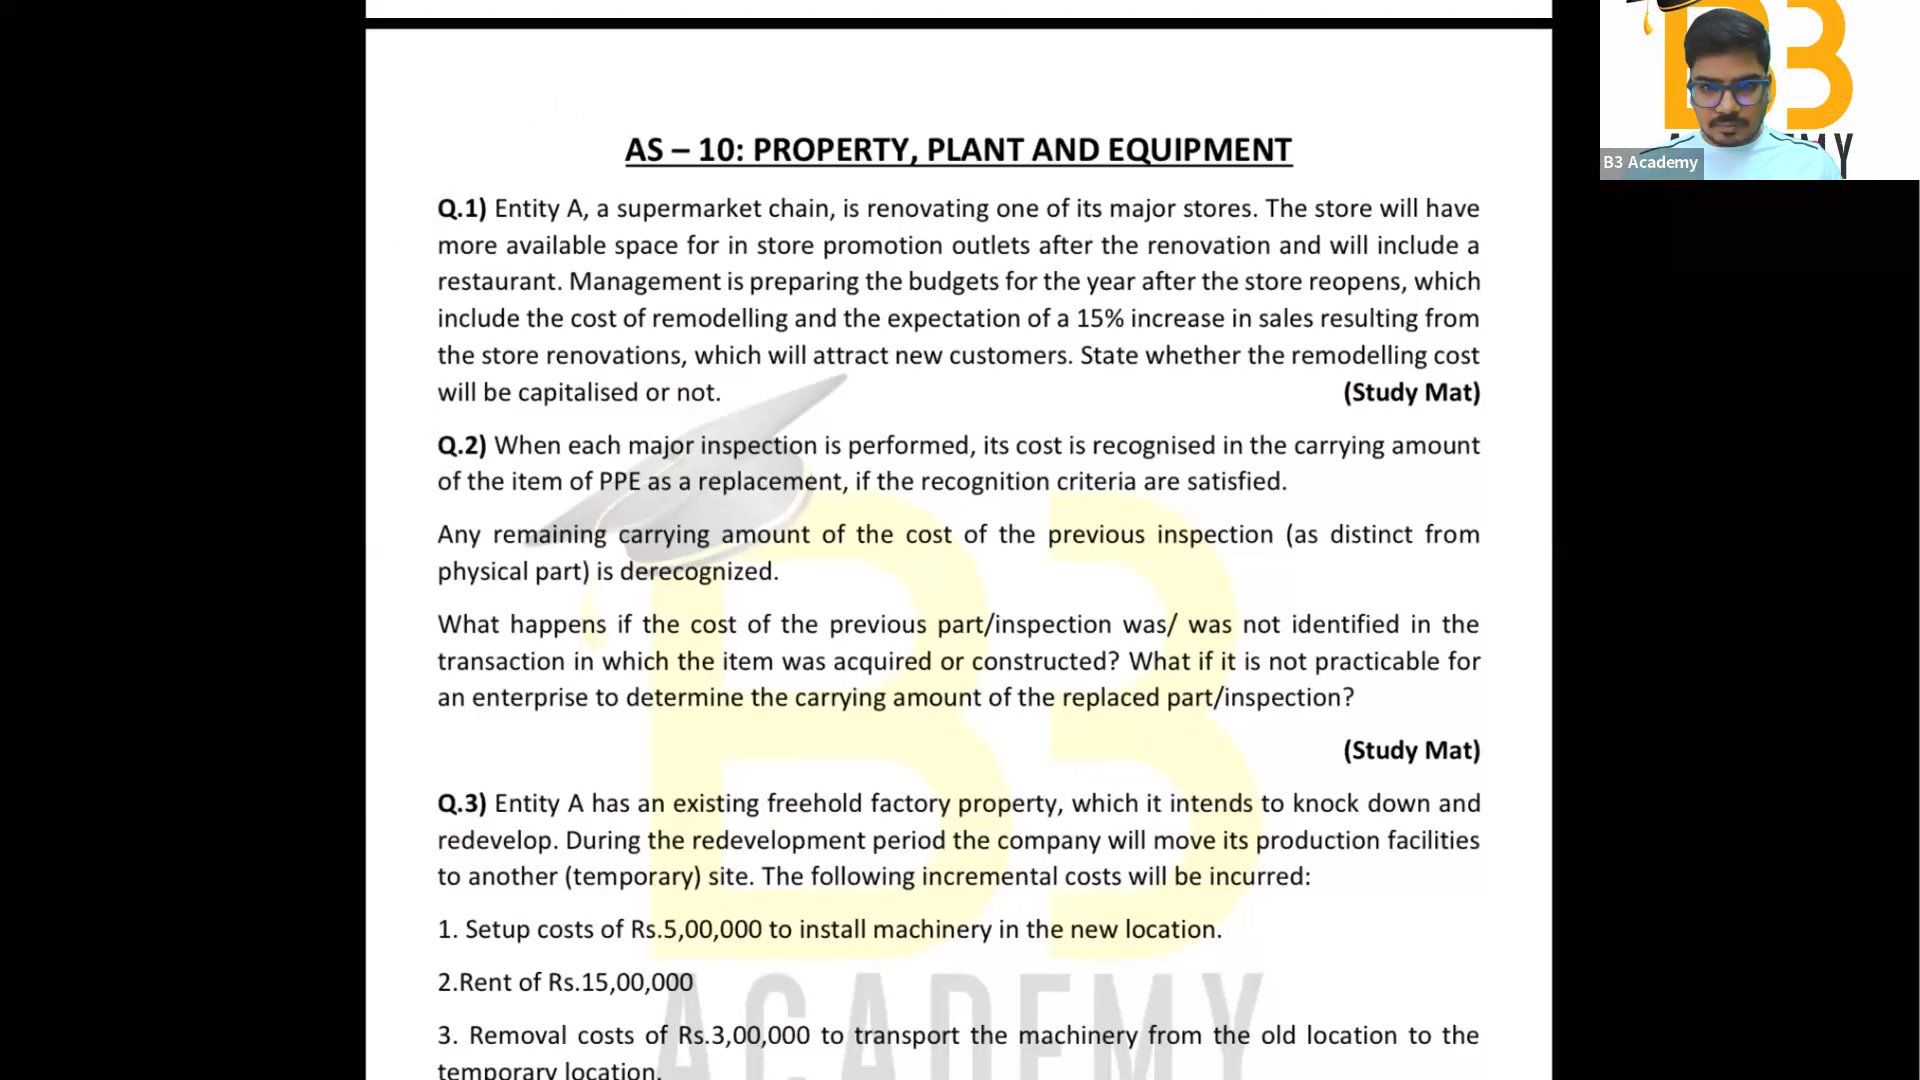 AS – 10: PROPERTY, PLANT AND EQUIPMENT
Q.1) Entity A, a supermarket chain, is renovating one of its major stores. The store will have
more available space for in store promotion outlets after the renovation and will include a
restaurant. Management is preparing the budgets for the year after the store reopens, which
include the cost of remodelling and the expectation of a 15% increase in sales resulting from
the store renovations, which will attract new customers. State whether the remodelling cost
will be capitalised or not. (Study Mat)
Q.2) When each major inspection is performed, its cost is recognised in the carrying amount
of the item of PPE as a replacement, if the recognition criteria are satisfied.
Any remaining carrying amount of the cost of the previous inspection (as distinct from
physical part) is derecognized.
What happens if the cost of the previous part/inspection was/ was not identified in the
transaction in which the item was acquired or constructed? What if it is not practicable for
an enterprise to determine the carrying amount of the replaced part/inspection?
(Study Mat)
Q.3) Entity A has an existing freehold factory property, which it intends to knock down and
redevelop. During the redevelopment period the company will move its production facilities
to another (temporary) site. The following incremental costs will be incurred:
1. Setup costs of Rs.5,00,000 to install machinery in the new location.
2.Rent of Rs.15,00,000
3. Removal costs of Rs.3,00,000 to transport the machinery from the old location to the
temporary location.
B3
ACADEMY
B3
B3 Academy